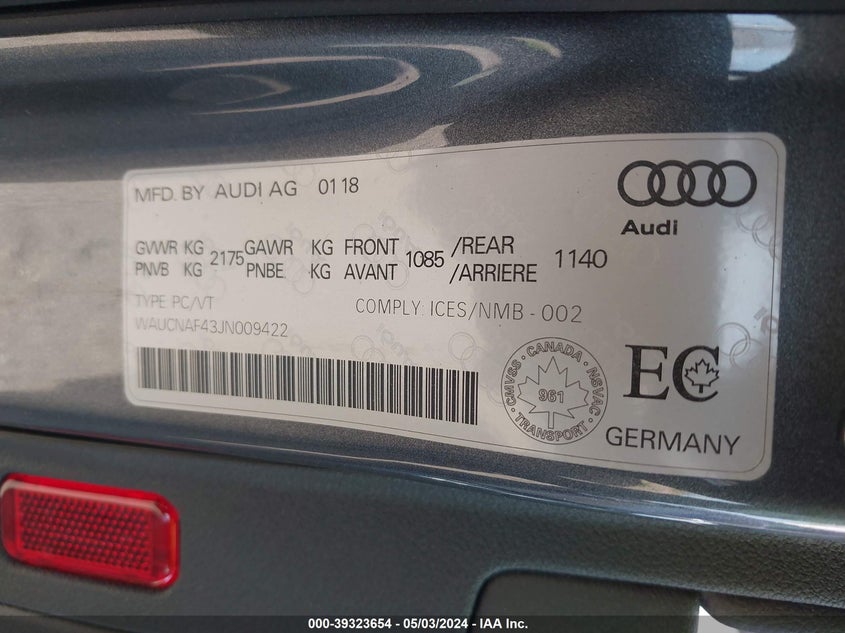 MFD. BY AUDI AG 01 18
Audi
GVWR KG 2175 GAWR KG FRONT 1085 /REAR 1140
PNVB KG PNBE KG AVANT /ARRIERE
TYPE PC/VT COMPLY: ICES/NMB - 002
WAUCNAF43JN009422
CMVSS - CANADA - NSVAC
961
TRANSPORT
EC
GERMANY
000-39323654 / 05/03/2024 - IAA Inc.